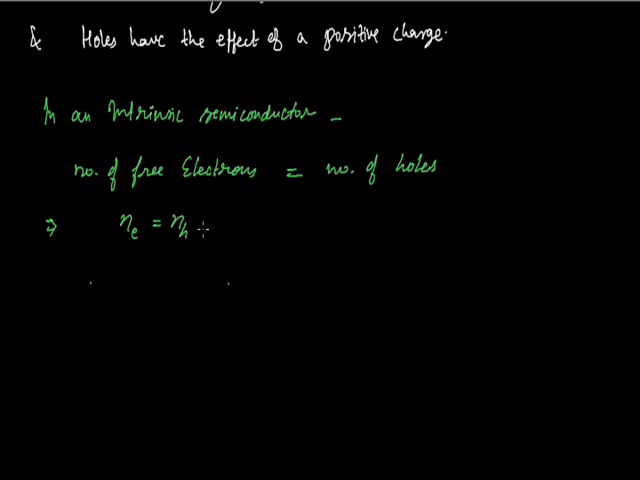 & Holes have the effect of a positive charge.
In an Intrinsic semiconductor -
no. of free Electrons = no. of holes
⇒ nₑ = nₕ